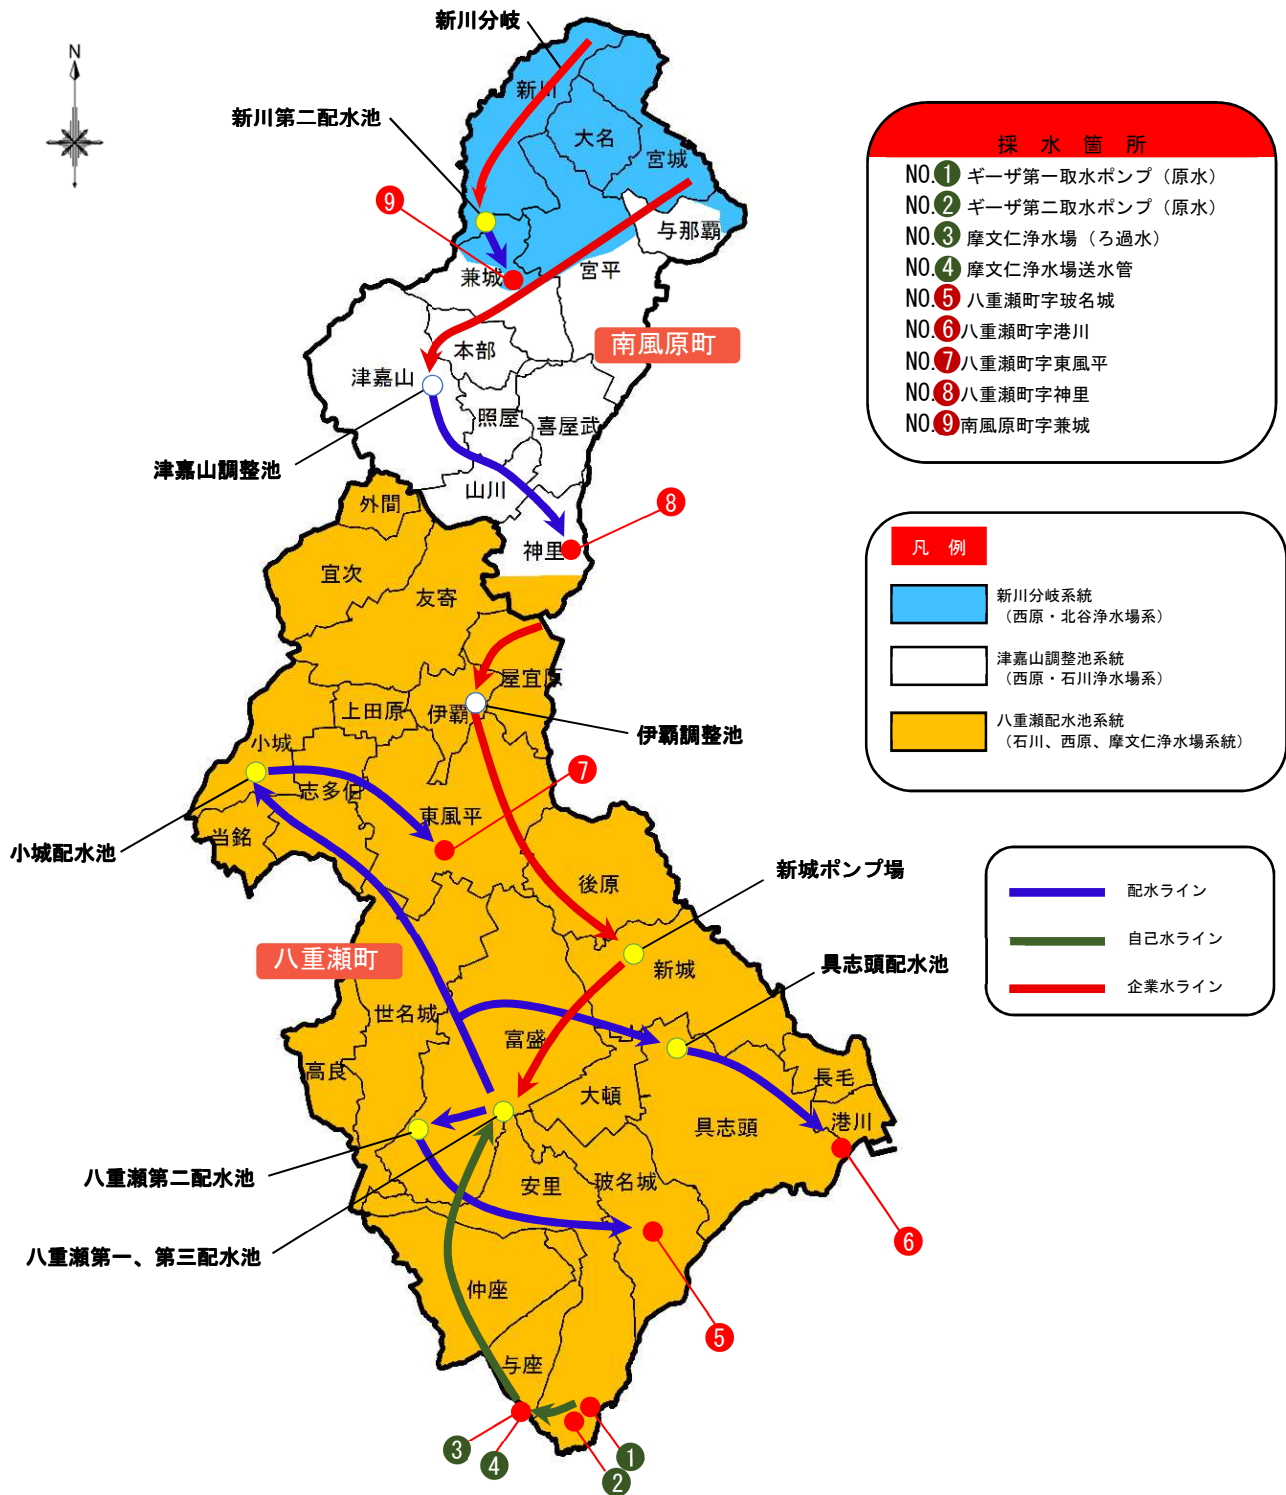 新川分岐
N
新川
新川第二配水池
大名
宮城
9
与那覇
兼城
宮平
南風原町
本部
津嘉山
照屋
喜屋武
津嘉山調整池
山川
外間
8
神里
宜次
友寄
屋宜原
上田原
伊覇
伊覇調整池
小城
7
志多伯
東風平
当銘
小城配水池
新城ポンプ場
後原
八重瀬町
新城
具志頭配水池
世名城
富盛
高良
長毛
大頓
港川
具志頭
八重瀬第二配水池
安里
玻名城
6
八重瀬第一、第三配水池
仲座
5
与座
3
4
1
2
採水箇所
NO.1 ギーザ第一取水ポンプ（原水）
NO.2 ギーザ第二取水ポンプ（原水）
NO.3 摩文仁浄水場（ろ過水）
NO.4 摩文仁浄水場送水管
NO.5 八重瀬町字玻名城
NO.6 八重瀬町字港川
NO.7 八重瀬町字東風平
NO.8 八重瀬町字神里
NO.9 南風原町字兼城
凡例
新川分岐系統
（西原・北谷浄水場系）
津嘉山調整池系統
（西原・石川浄水場系）
八重瀬配水池系統
（石川、西原、摩文仁浄水場系統）
配水ライン
自己水ライン
企業水ライン